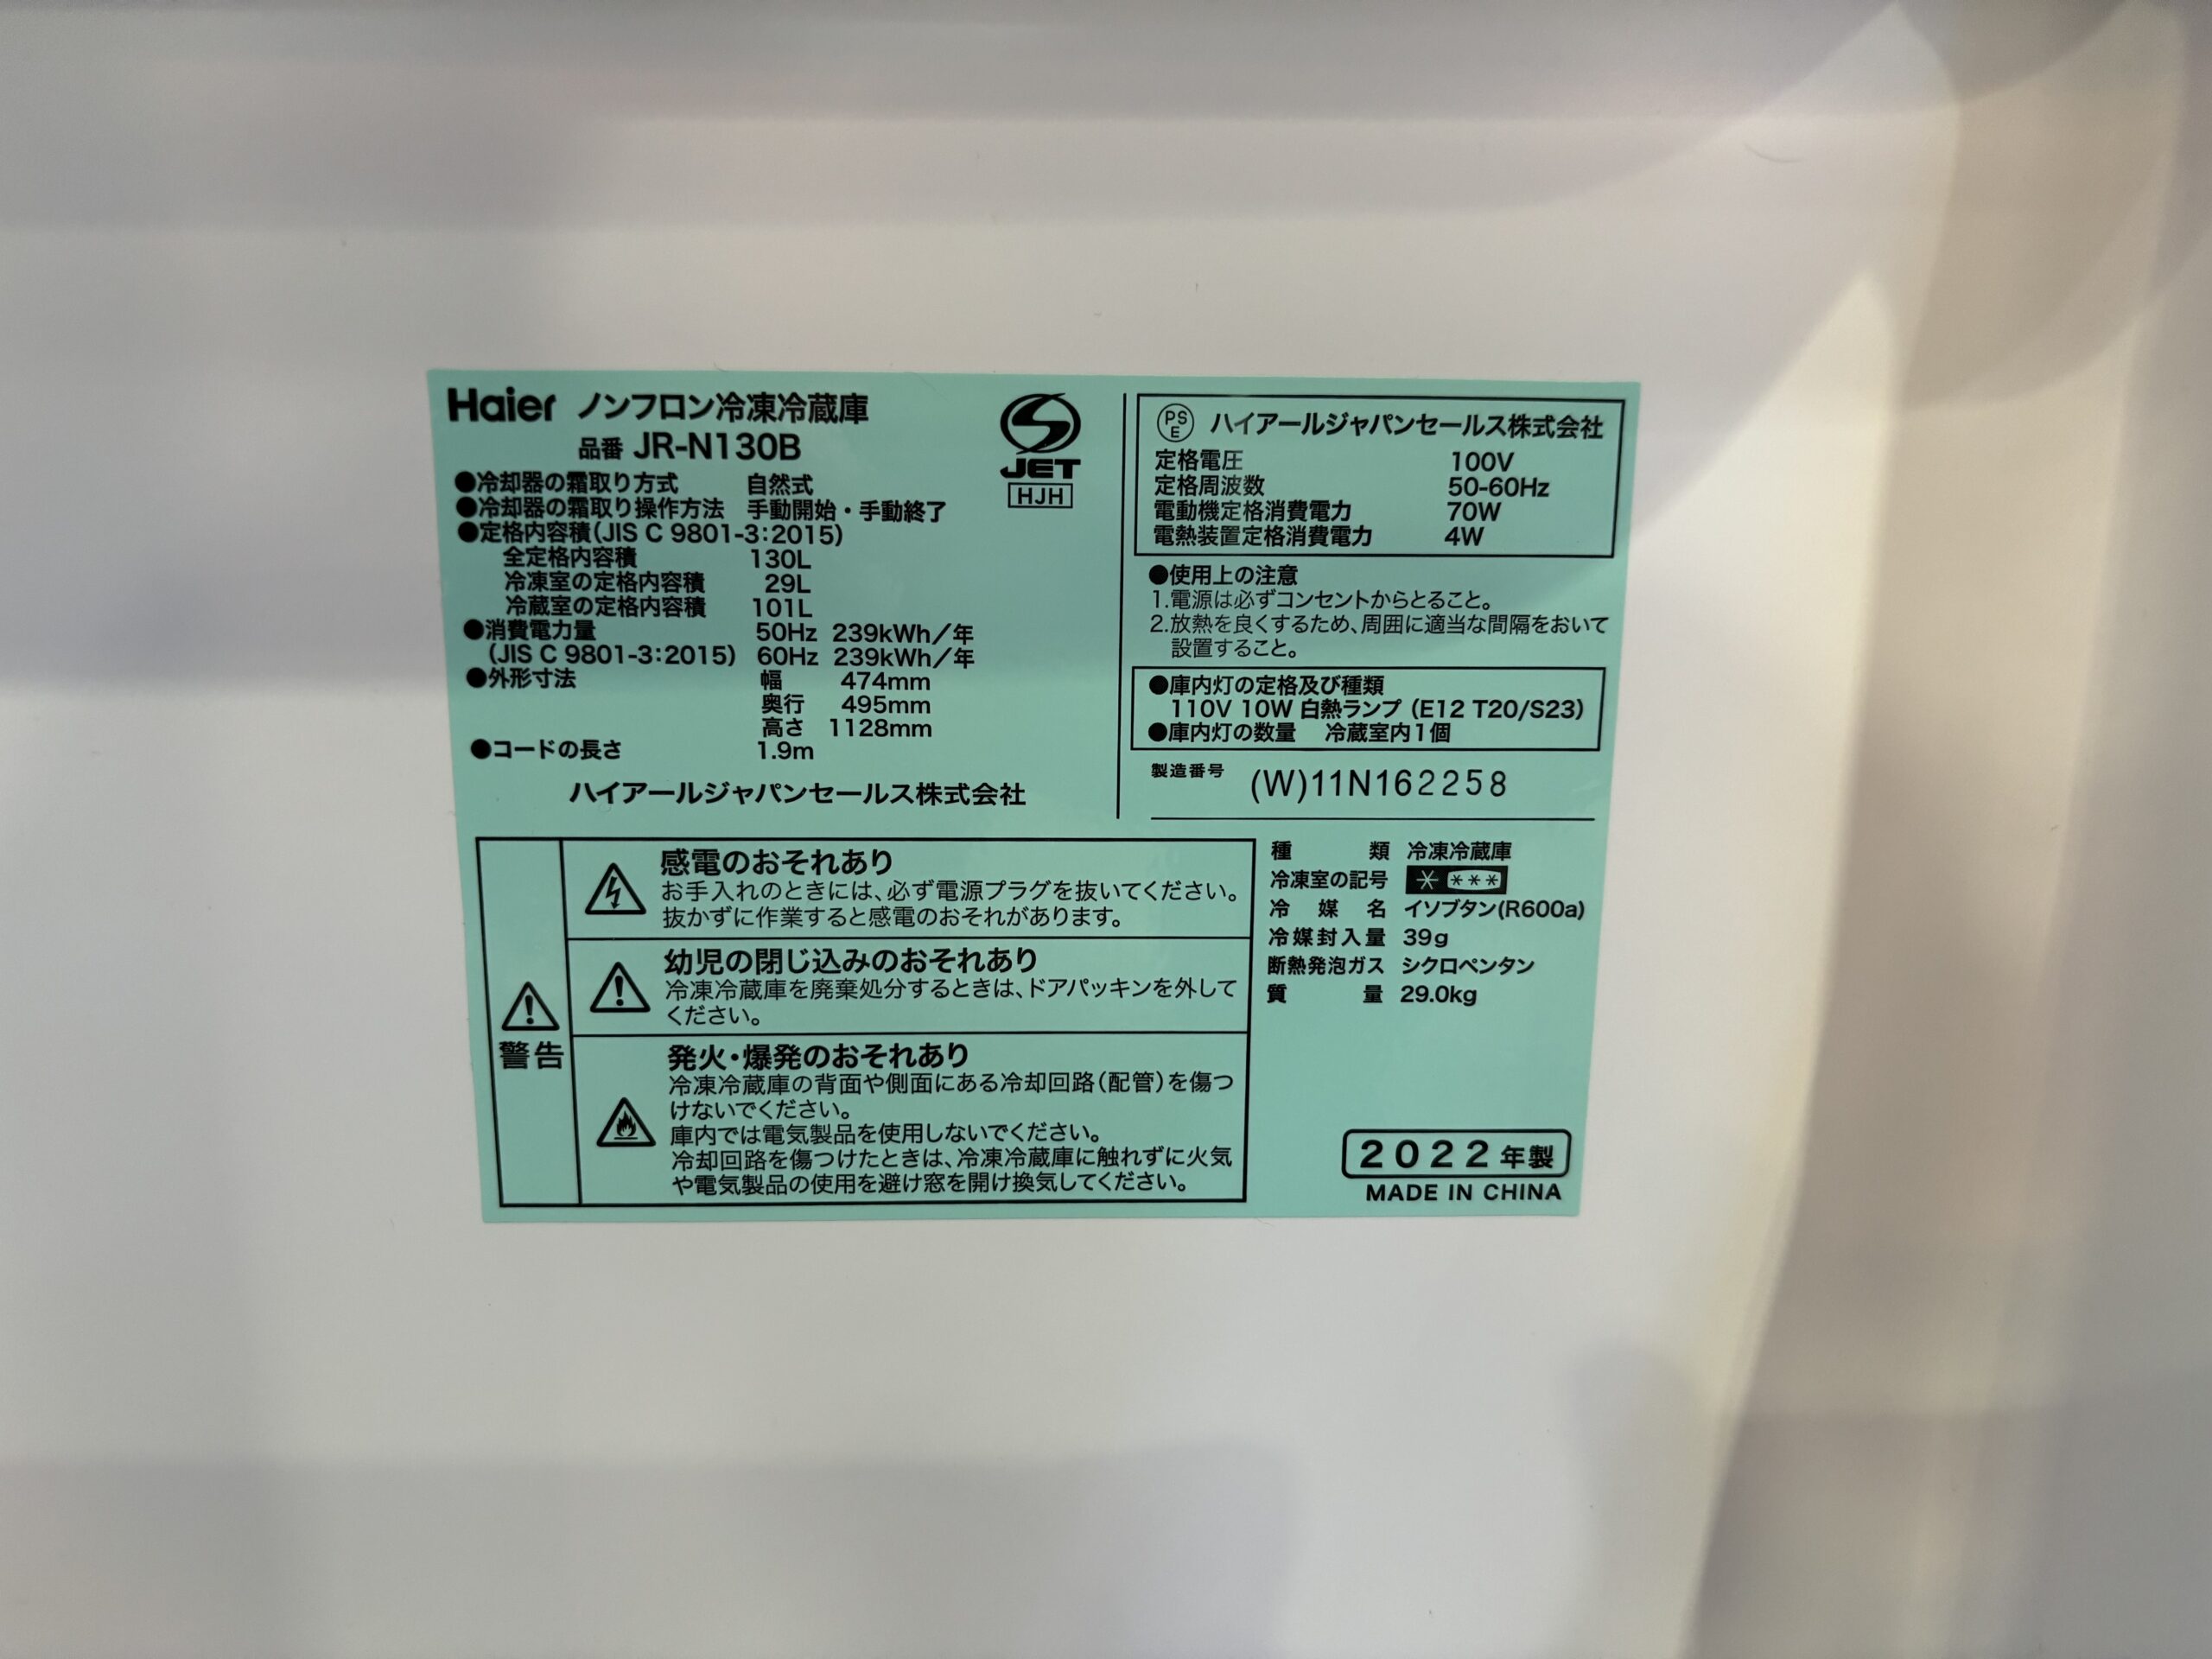 Haier ノンフロン冷凍冷蔵庫
品番 JR-N130B
●冷却器の霜取り方式 自然式
●冷却器の霜取り操作方法 手動開始・手動終了
●定格内容積(JIS C 9801-3:2015)
全定格内容積 130L
冷凍室の定格内容積 29L
冷蔵室の定格内容積 101L
●消費電力量 50Hz 239kWh/年
(JIS C 9801-3:2015) 60Hz 239kWh/年
●外形寸法 幅 474mm
奥行 495mm
高さ 1128mm
●コードの長さ 1.9m
ハイアールジャパンセールス株式会社
JET
HJH
PS
E
ハイアールジャパンセールス株式会社
定格電圧 100V
定格周波数 50-60Hz
電動機定格消費電力 70W
電熱装置定格消費電力 4W
●使用上の注意
1.電源は必ずコンセントからとること。
2.放熱を良くするため、周囲に適当な間隔をおいて
設置すること。
●庫内灯の定格及び種類
110V 10W 白熱ランプ (E12 T20/S23)
●庫内灯の数量 冷蔵室内1個
製造番号 (W)11N162258
警告
感電のおそれあり
お手入れのときには、必ず電源プラグを抜いてください。
抜かずに作業すると感電のおそれがあります。
幼児の閉じ込みのおそれあり
冷凍冷蔵庫を廃棄処分するときは、ドアパッキンを外して
ください。
発火・爆発のおそれあり
冷凍冷蔵庫の背面や側面にある冷却回路(配管)を傷つ
けないでください。
庫内では電気製品を使用しないでください。
冷却回路を傷つけたときは、冷凍冷蔵庫に触れずに火気
や電気製品の使用を避け窓を開け換気してください。
種類 冷凍冷蔵庫
冷凍室の記号 * ***
冷媒名 イソブタン(R600a)
冷媒封入量 39g
断熱発泡ガス シクロペンタン
質量 29.0kg
2022年製
MADE IN CHINA